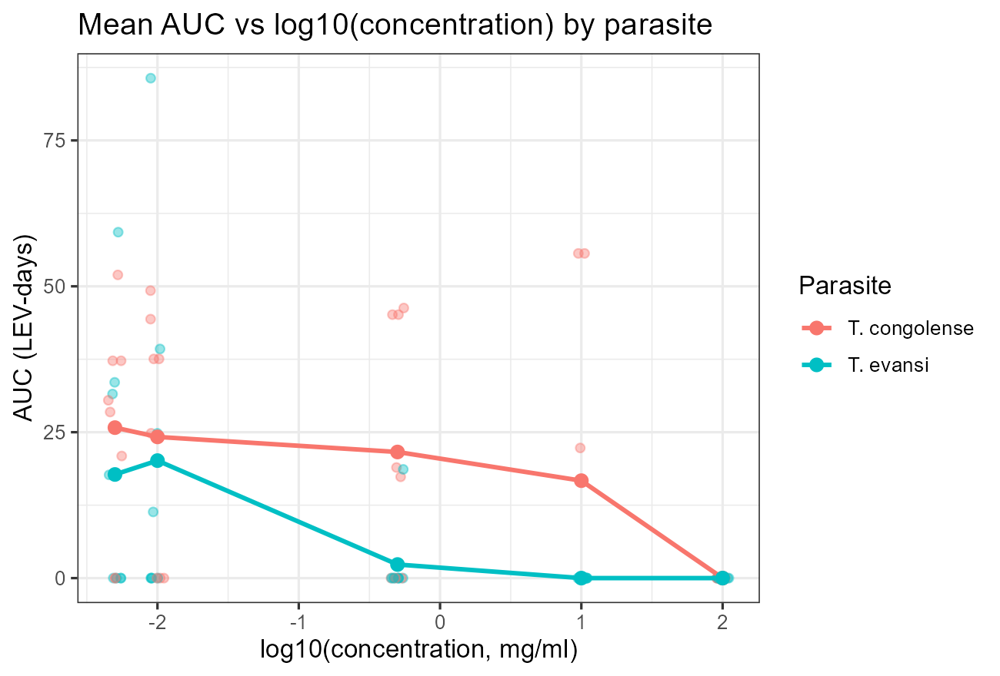 Mean AUC vs log10(concentration) by parasite
AUC (LEV-days)
75
50
25
0
-2
-1
0
1
2
log10(concentration, mg/ml)
Parasite
T. congolense
T. evansi